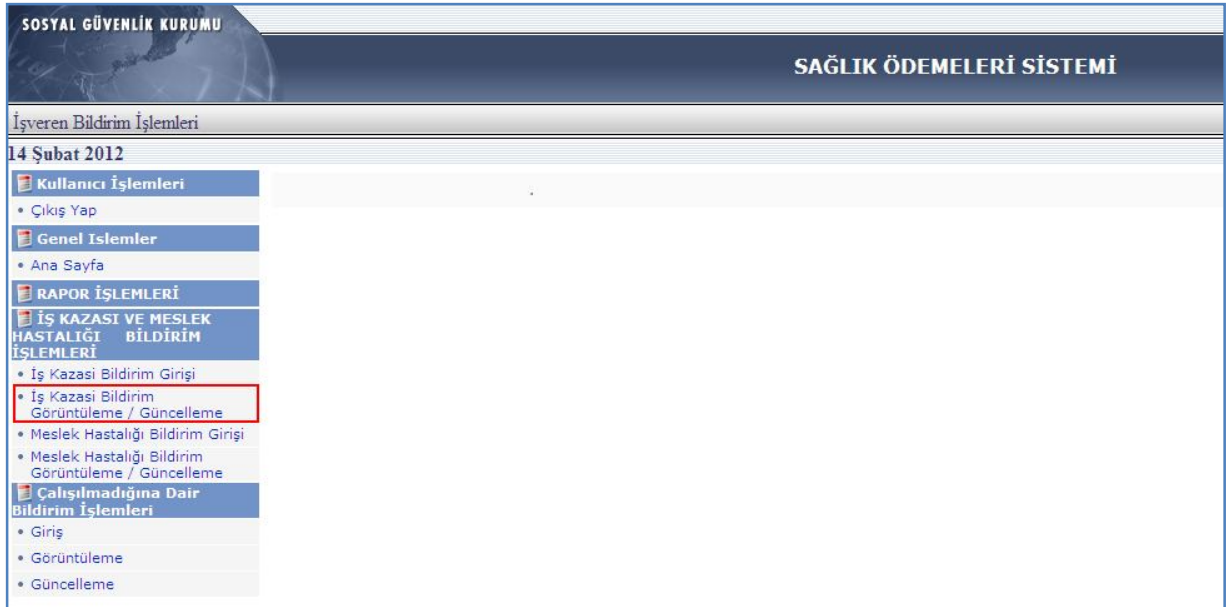 SOSYAL GÜVENLİK KURUMU
SAĞLIK ÖDEMELERİ SİSTEMİ
İşveren Bildirim İşlemleri
14 Şubat 2012
Kullanıcı İşlemleri
• Çıkış Yap
Genel Islemler
• Ana Sayfa
RAPOR İŞLEMLERİ
İŞ KAZASI VE MESLEK
HASTALIĞI BİLDİRİM
İŞLEMLERİ
• İş Kazasi Bildirim Girişi
• İş Kazasi Bildirim
Görüntüleme / Güncelleme
• Meslek Hastalığı Bildirim Girişi
• Meslek Hastalığı Bildirim
Görüntüleme / Güncelleme
Çalışılmadığına Dair
Bildirim İşlemleri
• Giriş
• Görüntüleme
• Güncelleme